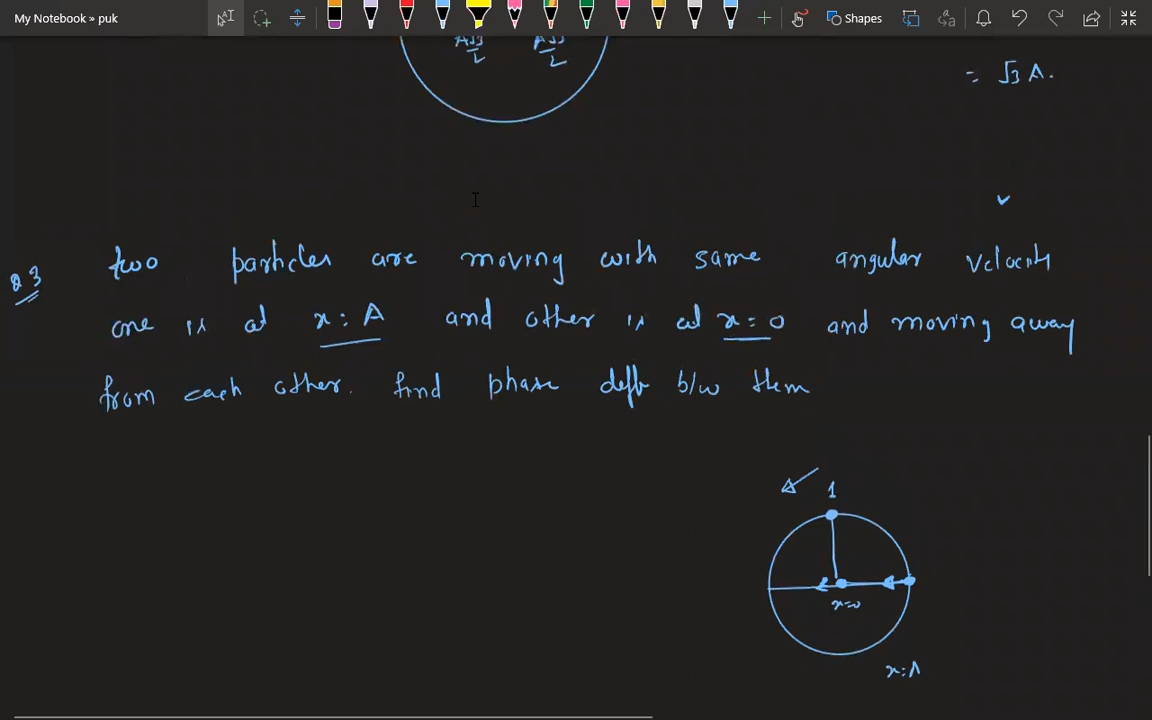 My Notebook » puk
Shapes
= √3 A.
Q3 two particles are moving with same angular velocity
one is at x = A and other is at x = 0 and moving away
from each other. find phase diff b/w them
1
x=0
x=A